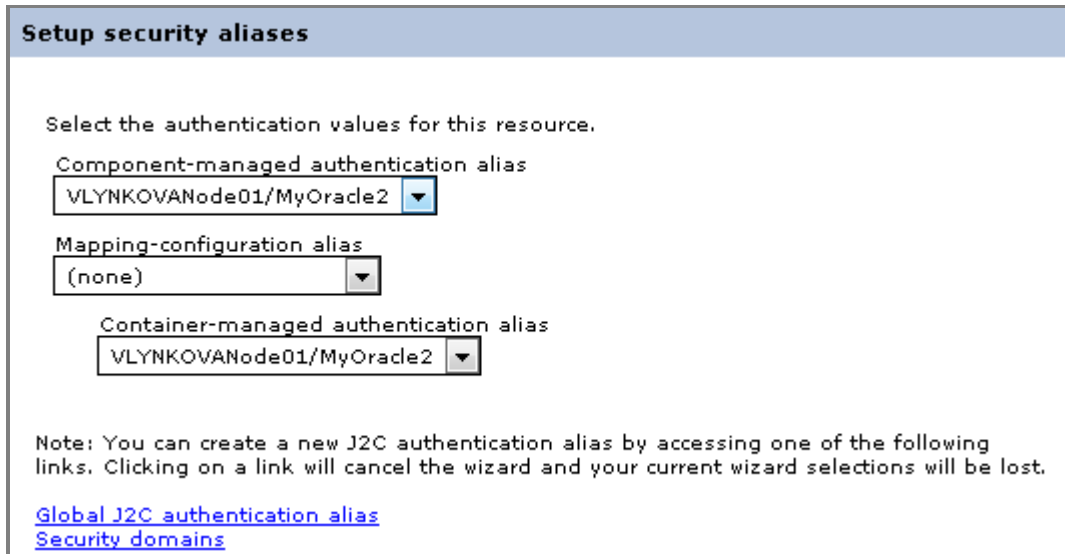 Setup security aliases
Select the authentication values for this resource.
Component-managed authentication alias
VLYNKOVANode01/MyOracle2
Mapping-configuration alias
(none)
Container-managed authentication alias
VLYNKOVANode01/MyOracle2
Note: You can create a new J2C authentication alias by accessing one of the following
links. Clicking on a link will cancel the wizard and your current wizard selections will be lost.
Global J2C authentication alias
Security domains